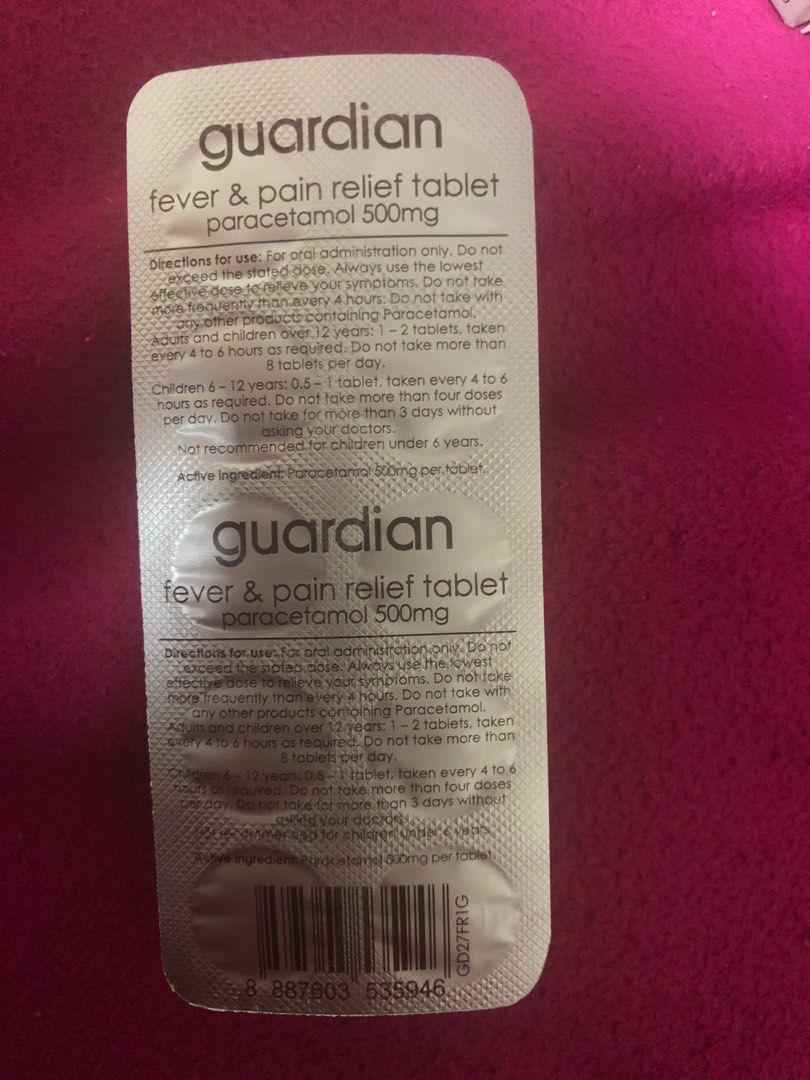 guardian
fever & pain relief tablet
paracetamol 500mg
Directions for use: For oral administration only. Do not
exceed the stated dose. Always use the lowest
effective dose to relieve your symptoms. Do not take
more frequently than every 4 hours. Do not take with
any other products containing Paracetamol.
Adults and children over 12 years: 1 – 2 tablets, taken
every 4 to 6 hours as required. Do not take more than
8 tablets per day.
Children 6 – 12 years: 0.5 – 1 tablet, taken every 4 to 6
hours as required. Do not take more than four doses
per day. Do not take for more than 3 days without
asking your doctors.
Not recommended for children under 6 years.
Active ingredient: Paracetamol 500mg per tablet.
guardian
fever & pain relief tablet
paracetamol 500mg
Directions for use: For oral administration only. Do not
exceed the stated dose. Always use the lowest
effective dose to relieve your symptoms. Do not take
more frequently than every 4 hours. Do not take with
any other products containing Paracetamol.
Adults and children over 12 years: 1 – 2 tablets, taken
every 4 to 6 hours as required. Do not take more than
8 tablets per day.
Children 6 – 12 years: 0.5 – 1 tablet, taken every 4 to 6
hours as required. Do not take more than four doses
per day. Do not take for more than 3 days without
asking your doctors.
Not recommended for children under 6 years.
Active ingredient: Paracetamol 500mg per tablet.
GD27FR1G
8 887603 535946